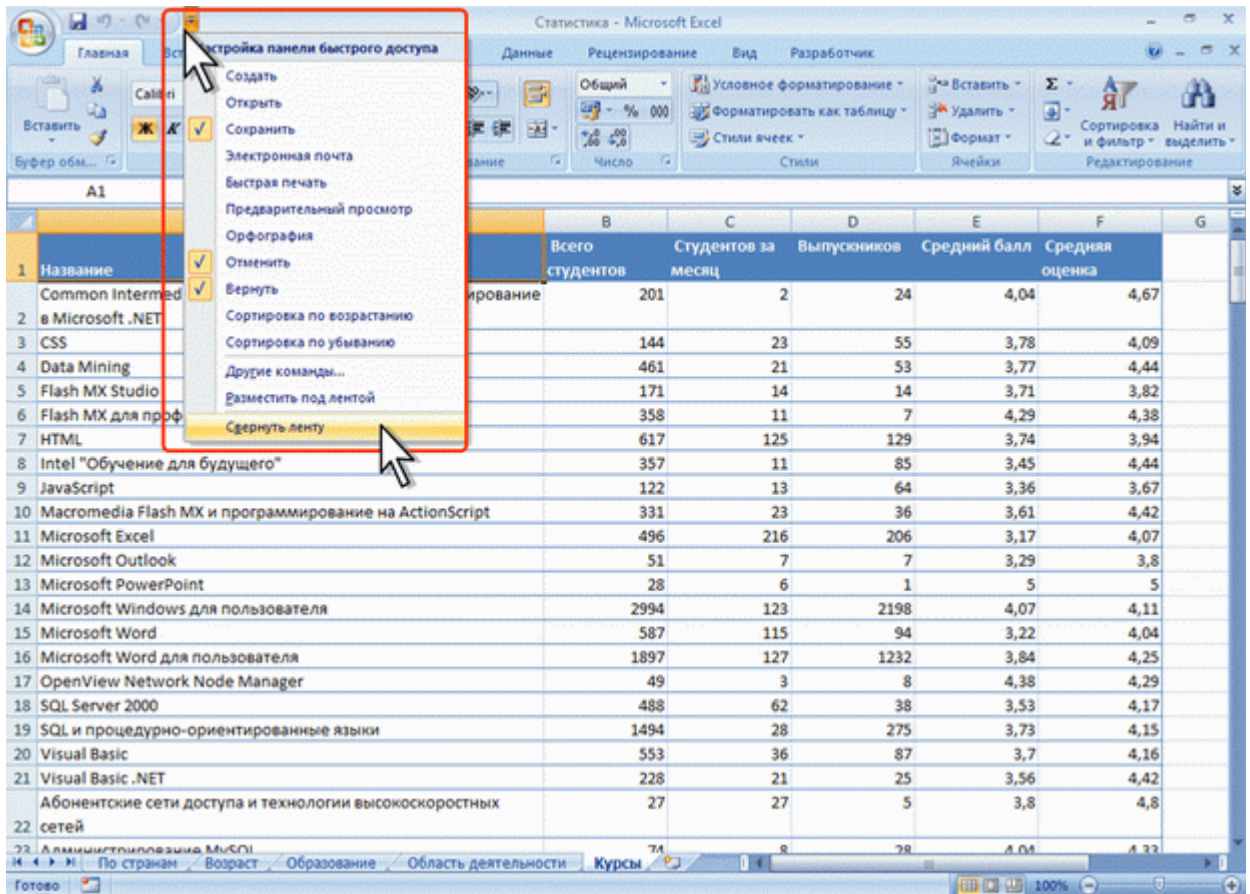 Статистика - Microsoft Excel
Главная
Данные Рецензирование Вид Разработчик
Настройка панели быстрого доступа
Создать
Открыть
Сохранить
Электронная почта
Быстрая печать
Предварительный просмотр
Орфография
Отменить
Вернуть
Сортировка по возрастанию
Сортировка по убыванию
Другие команды...
Разместить под лентой
Свернуть ленту
Вставить
Ж К
Буфер обм...
Общий
% 000
Число
Условное форматирование
Форматировать как таблицу
Стили ячеек
Стили
Вставить
Удалить
Формат
Ячейки
Σ
Сортировка и фильтр
Найти и выделить
Редактирование
A1
B C D E F G
1 Название Всего студентов Студентов за месяц Выпускников Средний балл Средняя оценка
2 в Microsoft .NET 201 2 24 4,04 4,67
3 CSS 144 23 55 3,78 4,09
4 Data Mining 461 21 53 3,77 4,44
5 Flash MX Studio 171 14 14 3,71 3,82
6 Flash MX для 358 11 7 4,29 4,38
7 HTML 617 125 129 3,74 3,94
8 Intel "Обучение для будущего" 357 11 85 3,45 4,44
9 JavaScript 122 13 64 3,36 3,67
10 Macromedia Flash MX и программирование на ActionScript 331 23 36 3,61 4,42
11 Microsoft Excel 496 216 206 3,17 4,07
12 Microsoft Outlook 51 7 7 3,29 3,8
13 Microsoft PowerPoint 28 6 1 5 5
14 Microsoft Windows для пользователя 2994 123 2198 4,07 4,11
15 Microsoft Word 587 115 94 3,22 4,04
16 Microsoft Word для пользователя 1897 127 1232 3,84 4,25
17 OpenView Network Node Manager 49 3 8 4,38 4,29
18 SQL Server 2000 488 62 38 3,53 4,17
19 SQL и процедурно-ориентированные языки 1494 28 275 3,73 4,15
20 Visual Basic 553 36 87 3,7 4,16
21 Visual Basic .NET 228 21 25 3,56 4,42
Абонентские сети доступа и технологии высокоскоростных 27 27 5 3,8 4,8
22 сетей
23 Администрирование MySQL 74 8 28 4,04 4,33
По странам Возраст Образование Область деятельности Курсы
Готово 100%